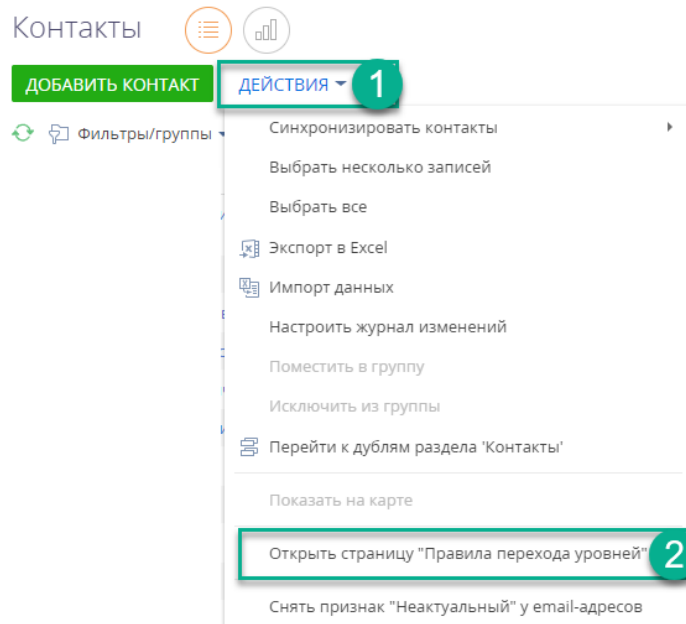 Контакты
ДОБАВИТЬ КОНТАКТ
ДЕЙСТВИЯ
1
Фильтры/группы
Синхронизировать контакты
Выбрать несколько записей
Выбрать все
Экспорт в Excel
Импорт данных
Настроить журнал изменений
Поместить в группу
Исключить из группы
Перейти к дублям раздела 'Контакты'
Показать на карте
Открыть страницу "Правила перехода уровней"
2
Снять признак "Неактуальный" у email-адресов